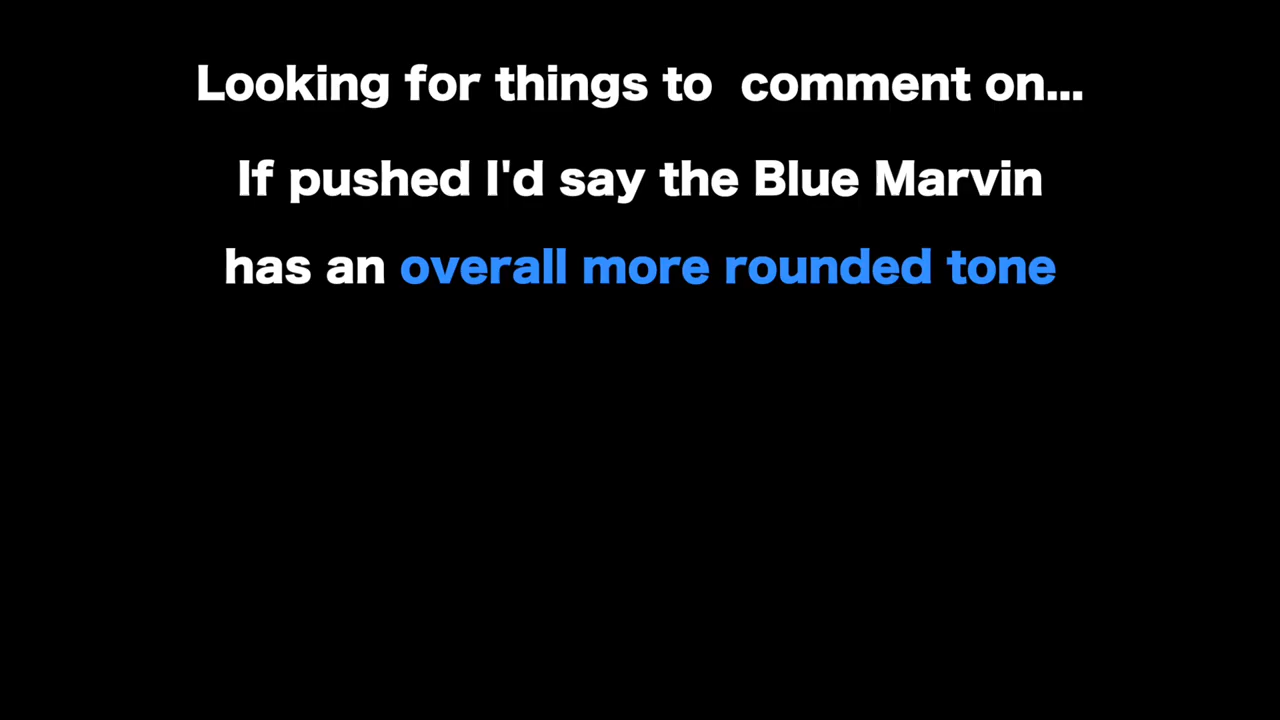 Looking for things to  comment on...
If pushed I'd say the Blue Marvin
has an overall more rounded tone